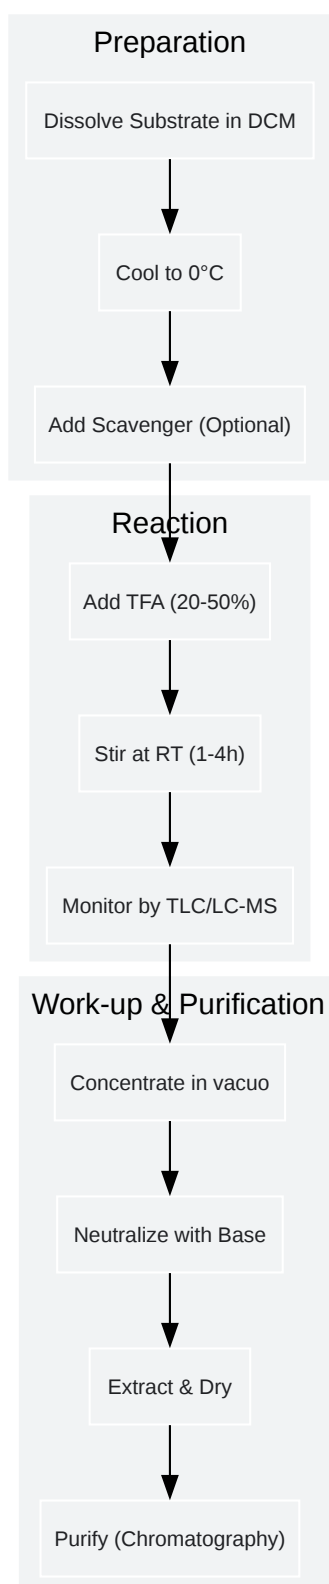 Preparation
Dissolve Substrate in DCM
Cool to 0°C
Add Scavenger (Optional)
Reaction
Add TFA (20-50%)
Stir at RT (1-4h)
Monitor by TLC/LC-MS
Work-up & Purification
Concentrate in vacuo
Neutralize with Base
Extract & Dry
Purify (Chromatography)